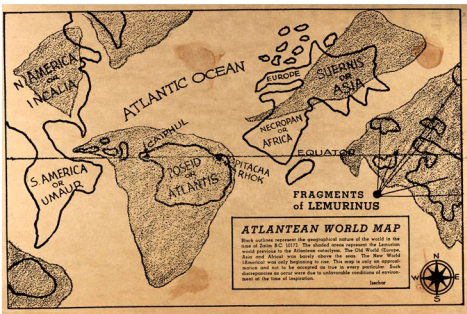 N. AMERICA
OR
INCALIA
ATLANTIC OCEAN
EUROPE
SUERNIS
OR
ASIA
NECROPAN
OR
AFRICA
CAIPHUL
EQUATOR
S. AMERICA
OR
UMAUR
POSEID
OR
ATLANTIS
PITACHA
RHOK
FRAGMENTS
of LEMURINUS
ATLANTEAN WORLD MAP
Black outlines represent the geographical nature of the world in the
time of Zailm B.C. 11,
The shaded areas represent the Lemurian
world previous to the Atlantean cataclysm. The Old World (Europe,
Asia and Africa) was barely above the seas. The New World
(America) was only beginning to rise. This map is only an approxi-
mation and not to be accepted as true in every particular. Such
discrepancies as occur were due to unfavorable conditions of environ-
ment at the time of inspiration.
N
W
E
S